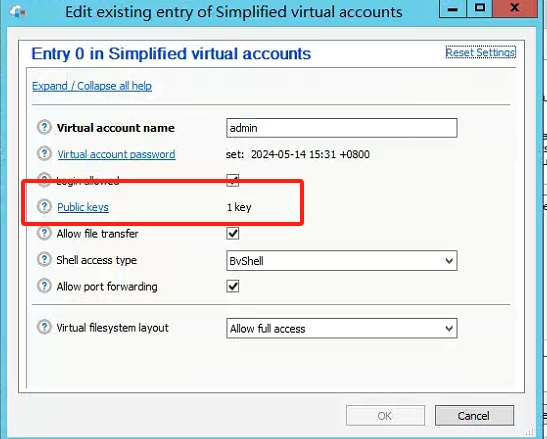 Edit existing entry of Simplified virtual accounts
Entry 0 in Simplified virtual accounts
Reset Settings
Expand / Collapse all help
Virtual account name
admin
Virtual account password
set: 2024-05-14 15:31 +0800
Login allowed
Public keys
1 key
Allow file transfer
Shell access type
BvShell
Allow port forwarding
Virtual filesystem layout
Allow full access
OK
Cancel